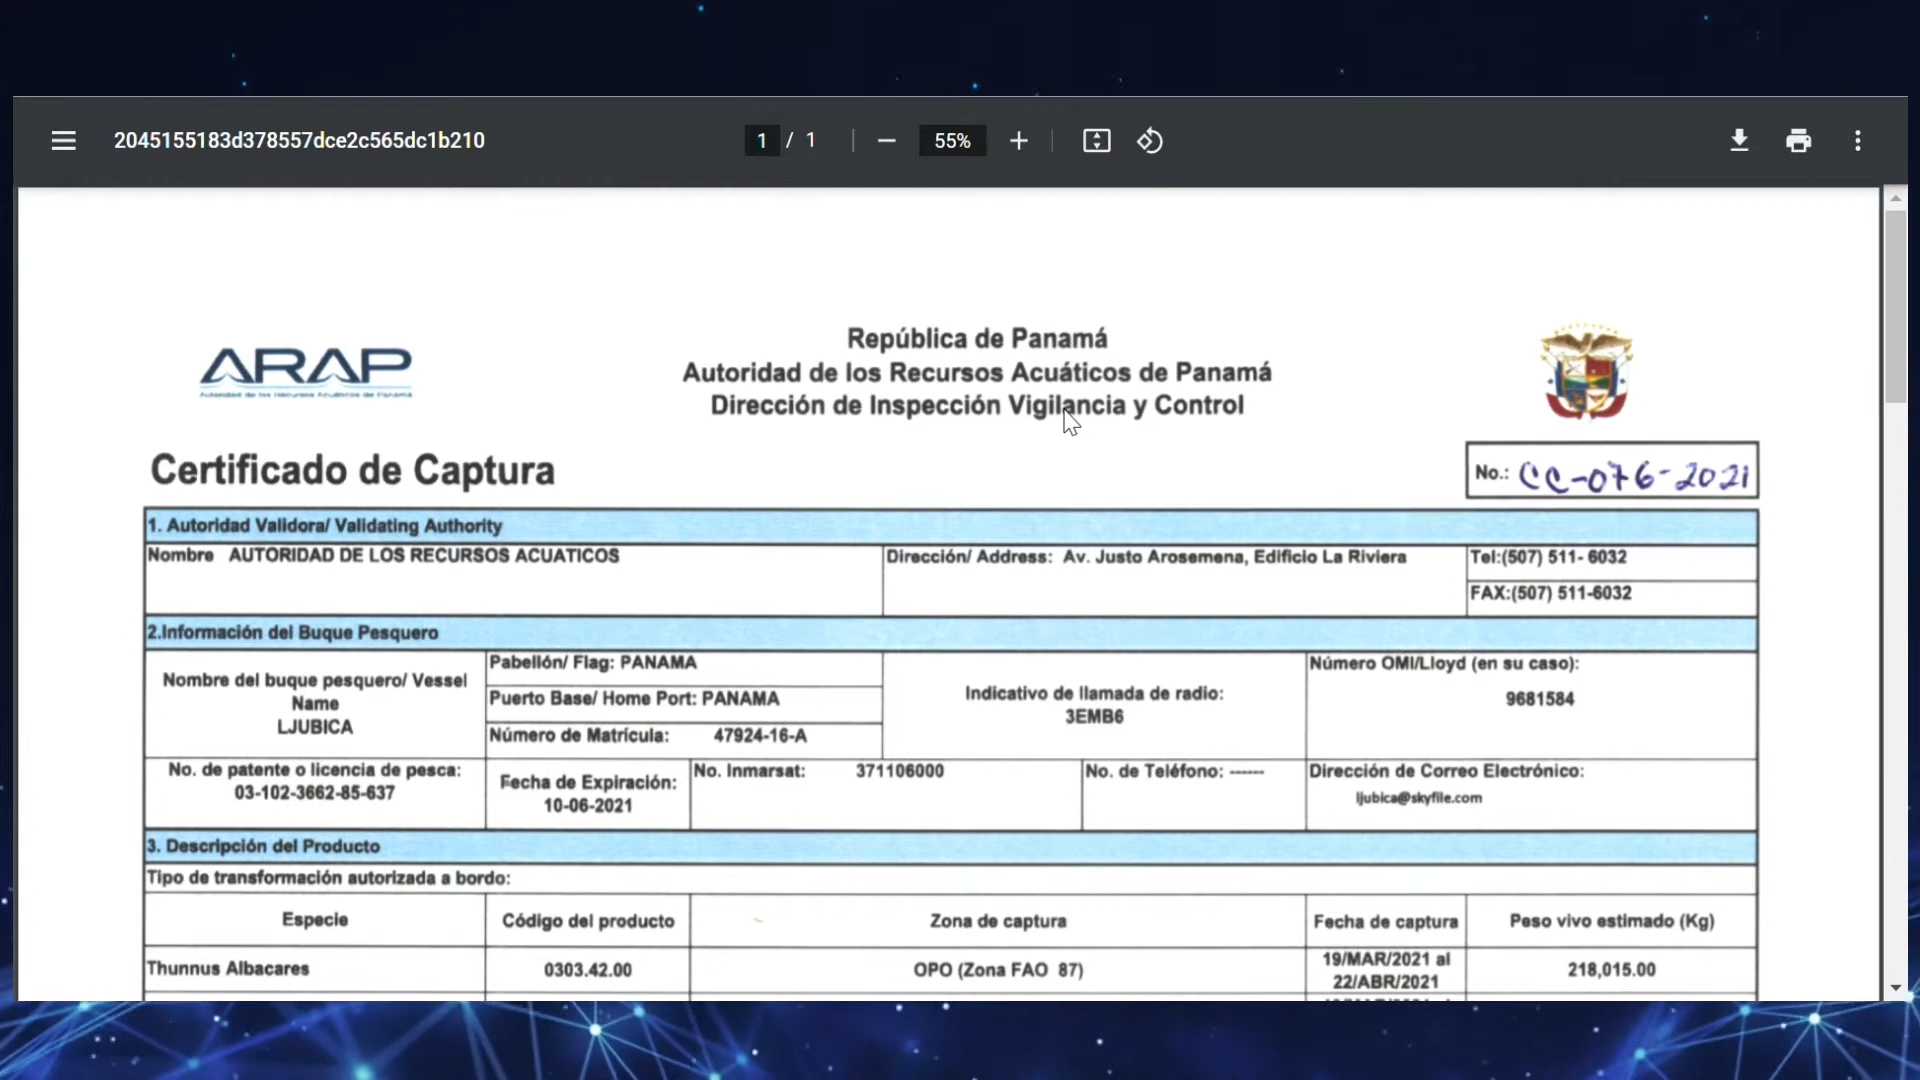 2045155183d378557dce2c565dc1b210
1 / 1
55%
República de Panamá
Autoridad de los Recursos Acuáticos de Panamá
Dirección de Inspección Vigilancia y Control
ARAP
Autoridad de los Recursos Acuáticos de Panamá
Certificado de Captura
No.: CC-076-2021
1. Autoridad Validora/ Validating Authority
Nombre AUTORIDAD DE LOS RECURSOS ACUATICOS
Dirección/ Address: Av. Justo Arosemena, Edificio La Riviera
Tel:(507) 511- 6032
FAX:(507) 511-6032
2.Información del Buque Pesquero
Nombre del buque pesquero/ Vessel
Name
LJUBICA
Pabellón/ Flag: PANAMA
Puerto Base/ Home Port: PANAMA
Número de Matrícula: 47924-16-A
Indicativo de llamada de radio:
3EMB6
Número OMI/Lloyd (en su caso):
9681584
No. de patente o licencia de pesca:
03-102-3662-85-637
Fecha de Expiración:
10-06-2021
No. Inmarsat: 371106000
No. de Teléfono: ------
Dirección de Correo Electrónico:
ljubica@skyfile.com
3. Descripción del Producto
Tipo de transformación autorizada a bordo:
Especie Código del producto Zona de captura Fecha de captura Peso vivo estimado (Kg)
Thunnus Albacares 0303.42.00 OPO (Zona FAO 87) 19/MAR/2021 al
22/ABR/2021
218,015.00